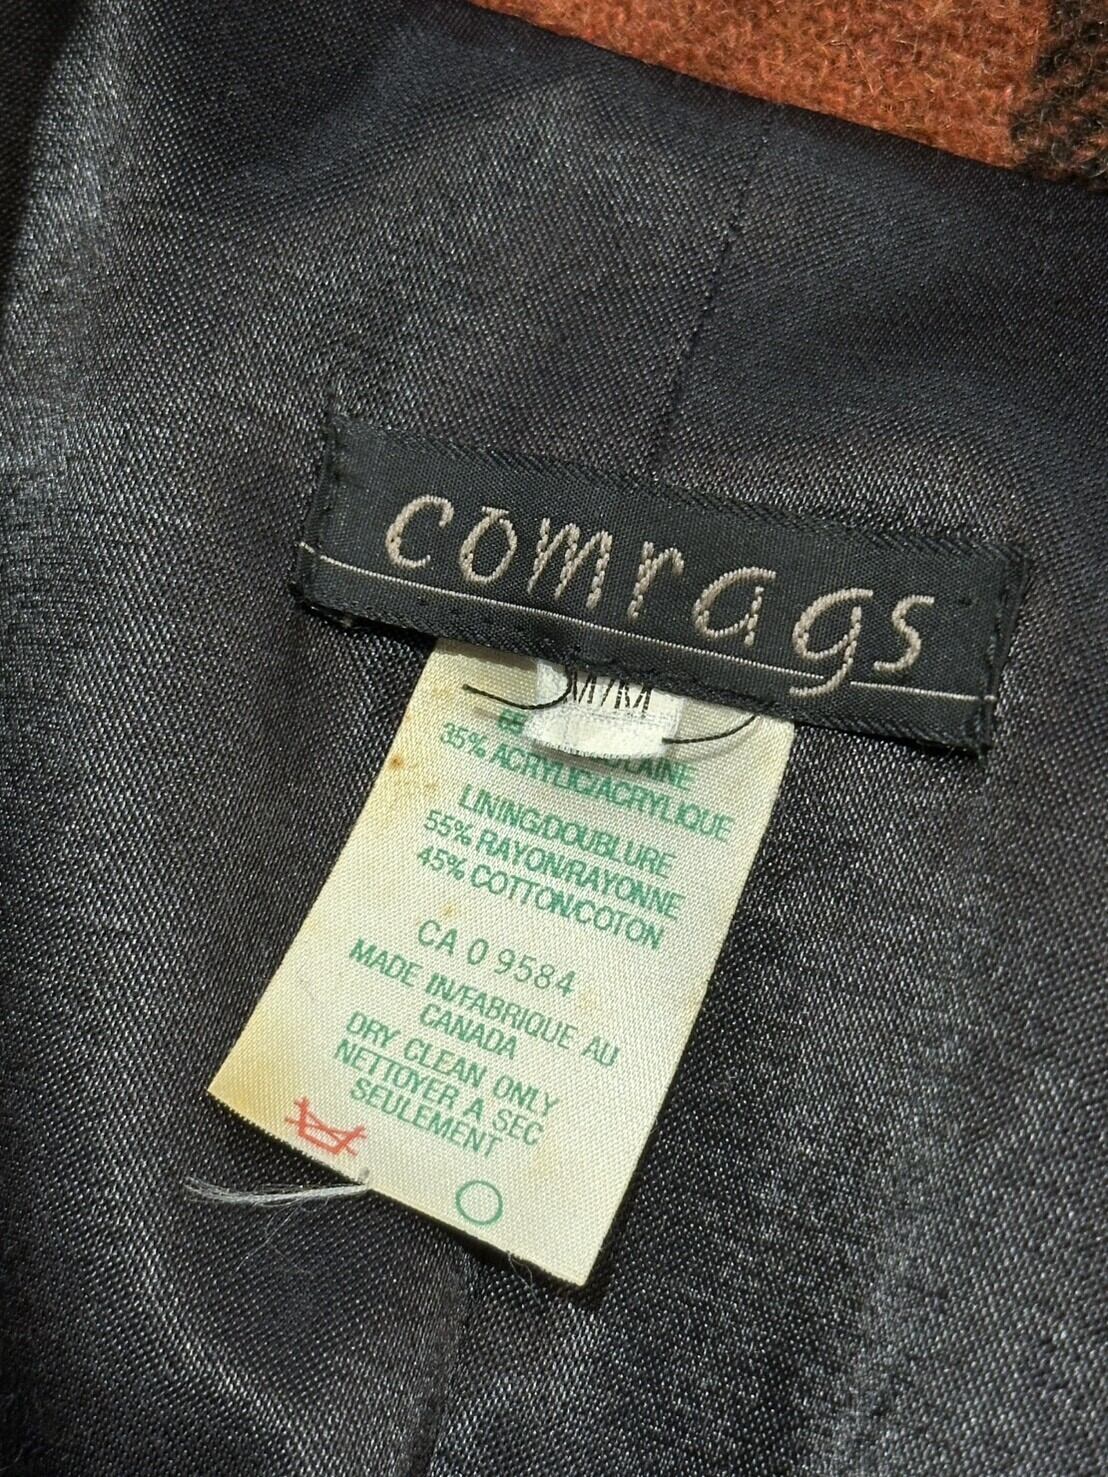 comrags
M/M
LAINE
35% ACRYLIC/ACRYLIQUE
LINING/DOUBLURE
55% RAYON/RAYONNE
45% COTTON/COTON
CA 0 9584
MADE IN/FABRIQUE AU
CANADA
DRY CLEAN ONLY
NETTOYER A SEC
SEULEMENT